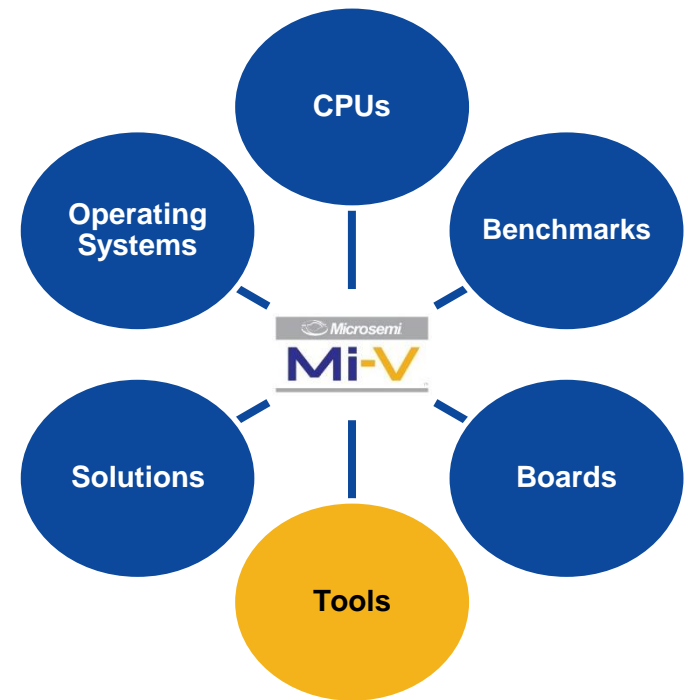 CPUs
Operating
Systems
Benchmarks
Microsemi
Mi-V
Solutions
Boards
Tools